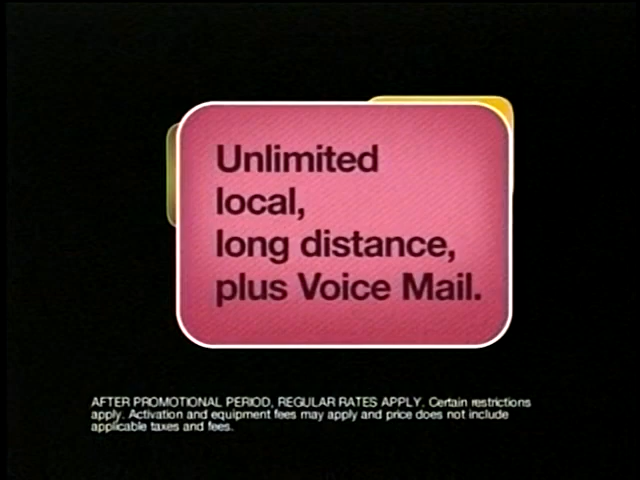 Unlimited
local,
long distance,
plus Voice Mail.
AFTER PROMOTIONAL PERIOD, REGULAR RATES APPLY. Certain restrictions
apply. Activation and equipment fees may apply and price does not include
applicable taxes and fees.